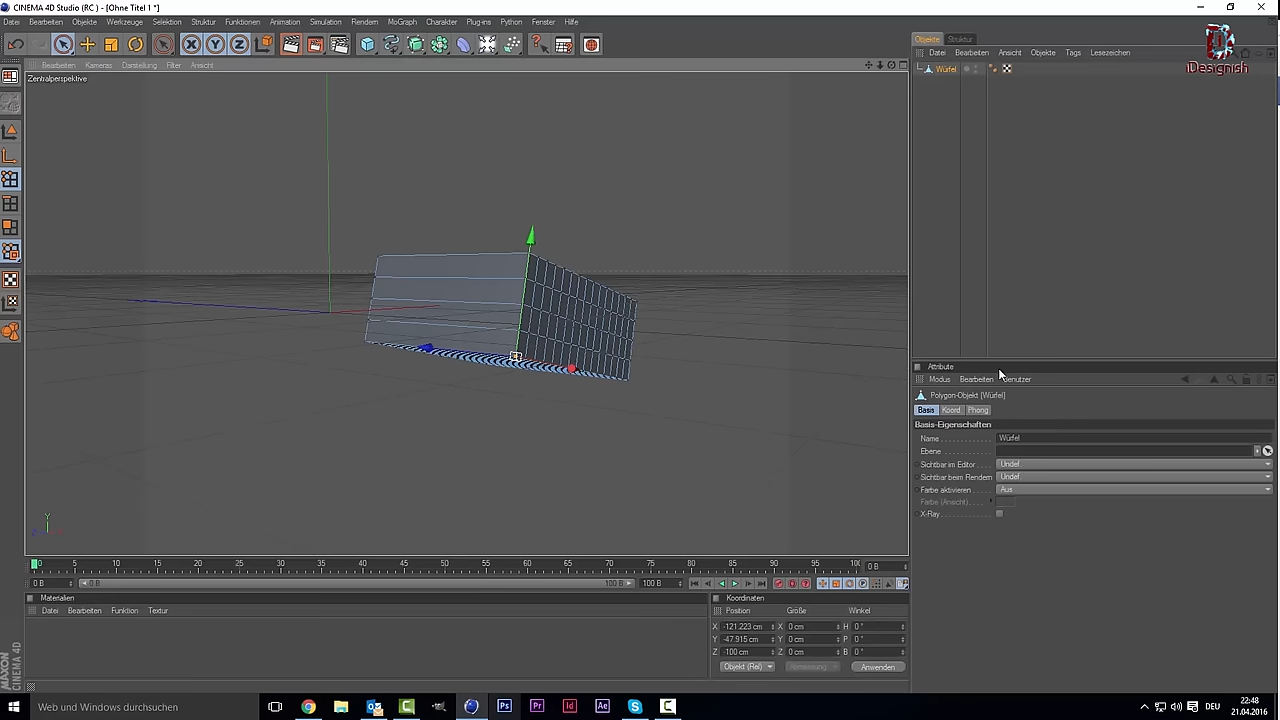 CINEMA 4D Studio (RC ) - [Ohne Titel 1 *]
Datei Bearbeiten Objekte Werkzeuge Selektion Struktur Funktionen Animation Simulation Rendern MoGraph Charakter Plug-ins Python Fenster Hilfe
Bearbeiten Kameras Darstellung Filter Ansicht
Zentralperspektive
Objekte Struktur
Datei Bearbeiten Ansicht Objekte Tags Lesezeichen
iDesignish
Würfel
Attribute
Modus Bearbeiten Benutzer
Polygon-Objekt [Würfel]
Basis Koord. Phong
Basis-Eigenschaften
Name Würfel
Ebene
Sichtbar im Editor Undef.
Sichtbar beim Rendern Undef.
Farbe aktivieren Aus
Farbe (Ansicht)
X-Ray
Y
0 5 10 15 20 25 30 35 40 45 50 55 60 65 70 75 80 85 90 95 100 0 B
0 B 0 B 100 B 100 B
Materialien
Datei Bearbeiten Funktion Textur
Koordinaten
Position Größe Winkel
X -121.223 cm X 0 cm H 0 °
Y -47.915 cm Y 0 cm P 0 °
Z -100 cm Z 0 cm B 0 °
Objekt (Rel) Abmessung Anwenden
MAXON CINEMA 4D
Web und Windows durchsuchen
Ps Pr Id Ae
DEU
22:48
21.04.2016